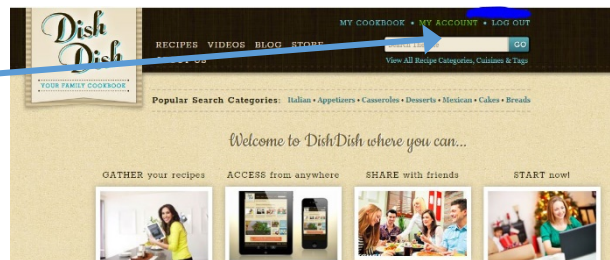 Dish
Dish
YOUR FAMILY COOKBOOK
MY COOKBOOK • MY ACCOUNT • LOG OUT
RECIPES VIDEOS BLOG STORE
GO
View All Recipe Categories, Cuisines & Tags
Popular Search Categories: Italian • Appetizers • Casseroles • Desserts • Mexican • Cakes • Breads
Welcome to DishDish where you can...
GATHER your recipes
ACCESS from anywhere
SHARE with friends
START now!